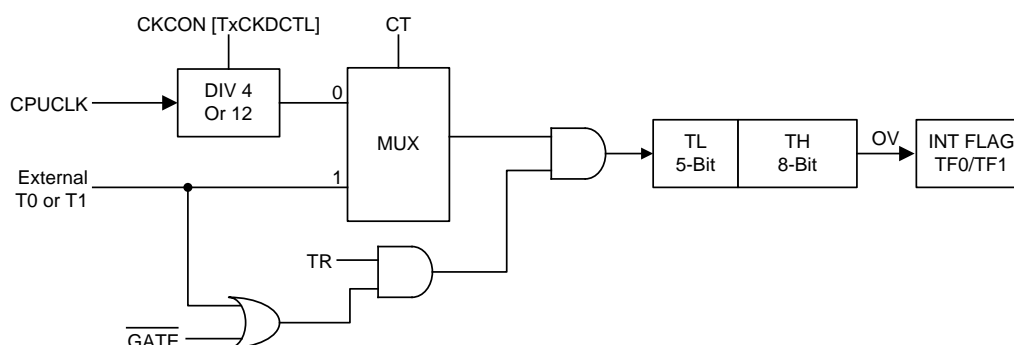 CKCON [TxCKDCTL]
CT
CPUCLK
DIV 4
Or 12
0
MUX
External
T0 or T1
1
TL
5-Bit
TH
8-Bit
OV
INT FLAG
TF0/TF1
TR
GATE